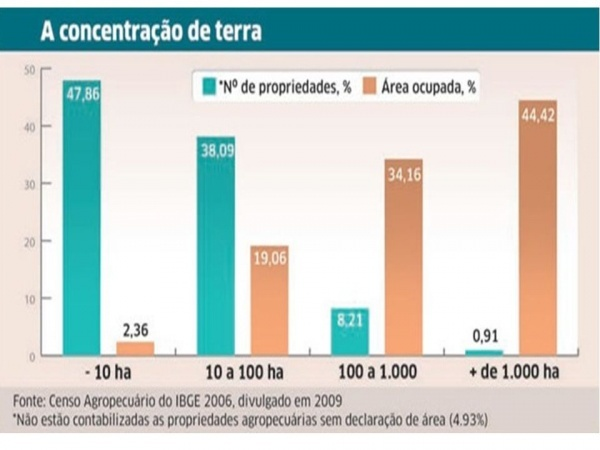 A concentração de terra
*Nº de propriedades, %
Área ocupada, %
50
40
30
20
10
0
47,86
2,36
38,09
19,06
8,21
34,16
0,91
44,42
- 10 ha
10 a 100 ha
100 a 1.000
+ de 1.000 ha
Fonte: Censo Agropecuário do IBGE 2006, divulgado em 2009
*Não estão contabilizadas as propriedades agropecuárias sem declaração de área (4.93%)